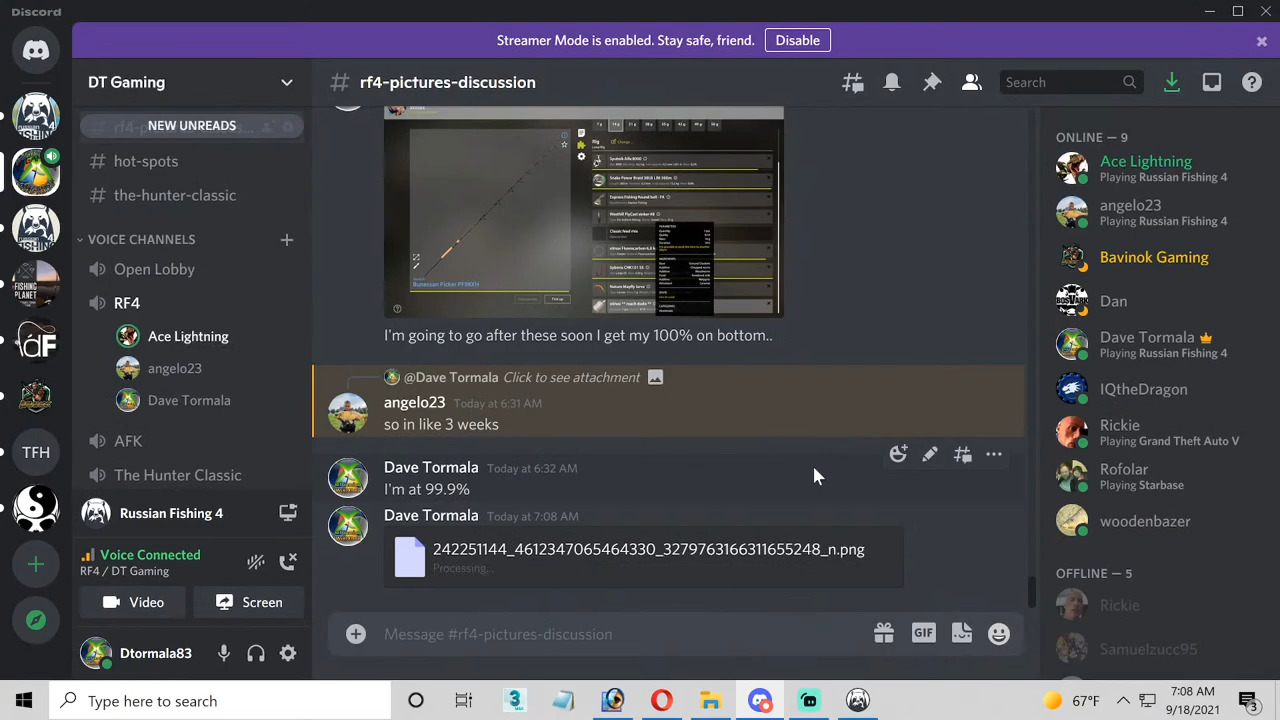 Discord
Streamer Mode is enabled. Stay safe, friend.
Disable
DT Gaming
rf4-pictures-discussion
Search
NEW UNREADS
hot-spots
the-hunter-classic
VOICE CHANNELS
Open Lobby
RF4
Ace Lightning
angelo23
Dave Tormala
AFK
The Hunter Classic
Russian Fishing 4
Voice Connected
RF4 / DT Gaming
Video
Screen
Dtormala83
TFH
Rig
Bunessan Picker PF390XH
I'm going to go after these soon I get my 100% on bottom..
@Dave Tormala Click to see attachment
angelo23 Today at 6:31 AM
so in like 3 weeks
Dave Tormala Today at 6:32 AM
I'm at 99.9%
Dave Tormala Today at 7:08 AM
242251144_4612347065464330_3279763166311655248_n.png
Processing..
Message #rf4-pictures-discussion
GIF
ONLINE — 9
Ace Lightning
Playing Russian Fishing 4
angelo23
Playing Russian Fishing 4
Bavnok Gaming
Dan
Dave Tormala
Playing Russian Fishing 4
IQtheDragon
Rickie
Playing Grand Theft Auto V
Rofolar
Playing Starbase
woodenbazer
OFFLINE — 5
Rickie
Samuelzucc95
Type here to search
67°F
7:08 AM
9/18/2021
3